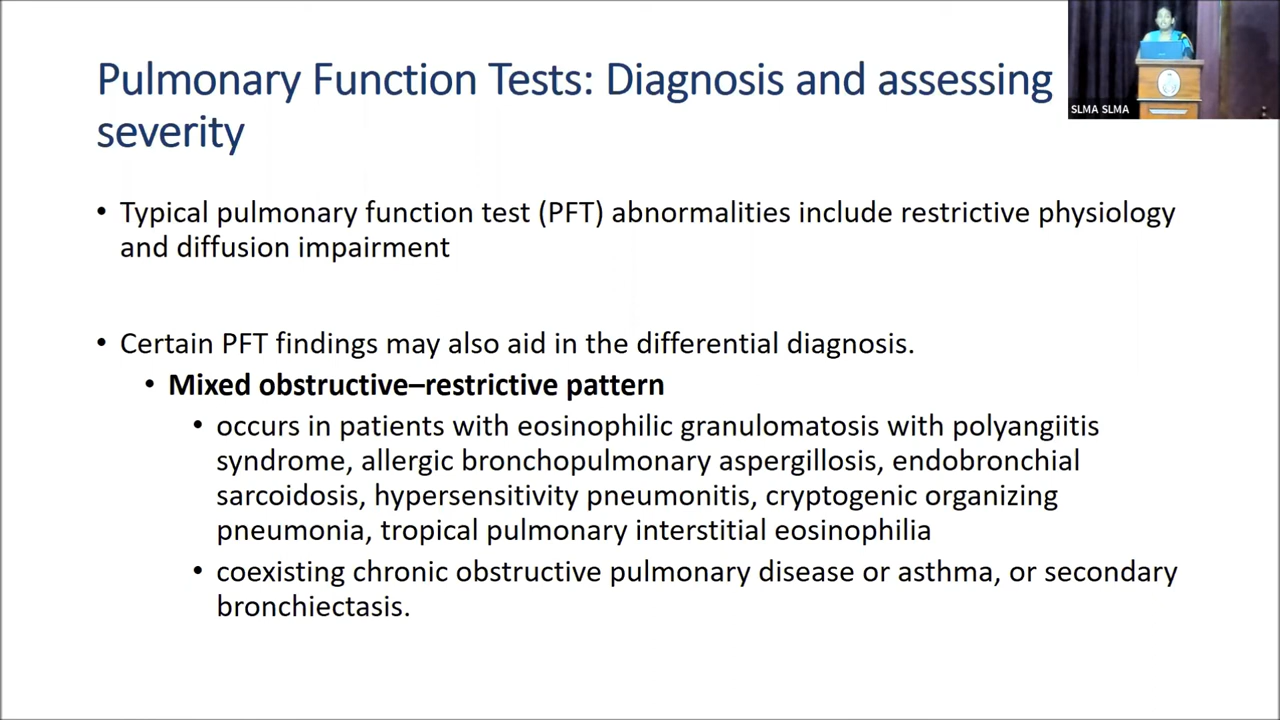 Pulmonary Function Tests: Diagnosis and assessing
severity
SLMA SLMA
• Typical pulmonary function test (PFT) abnormalities include restrictive physiology
and diffusion impairment
• Certain PFT findings may also aid in the differential diagnosis.
• Mixed obstructive–restrictive pattern
• occurs in patients with eosinophilic granulomatosis with polyangiitis
syndrome, allergic bronchopulmonary aspergillosis, endobronchial
sarcoidosis, hypersensitivity pneumonitis, cryptogenic organizing
pneumonia, tropical pulmonary interstitial eosinophilia
• coexisting chronic obstructive pulmonary disease or asthma, or secondary
bronchiectasis.